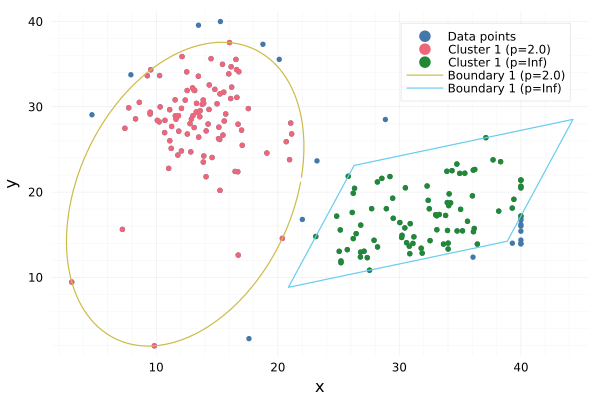 40
30
20
10
y
Data points
Cluster 1 (p=2.0)
Cluster 1 (p=Inf)
Boundary 1 (p=2.0)
Boundary 1 (p=Inf)
10
20
30
40
x